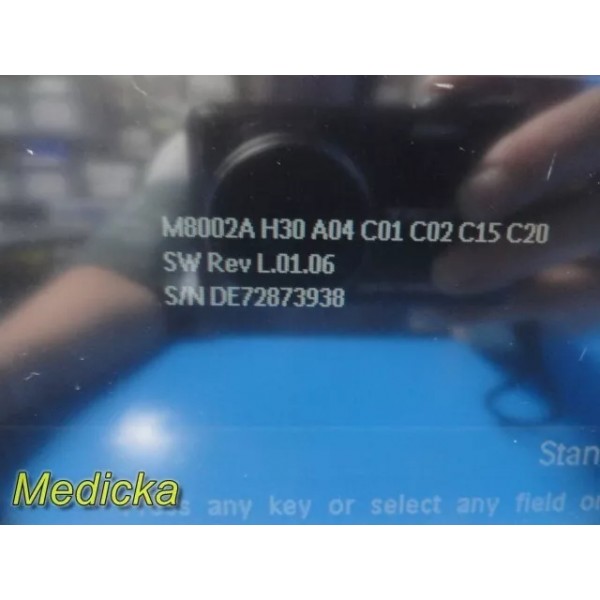 M8002A H30 A04 C01 C02 C15 C20
SW Rev L.01.06
S/N DE72873938
Stan
Medicka
Press any key or select any field o